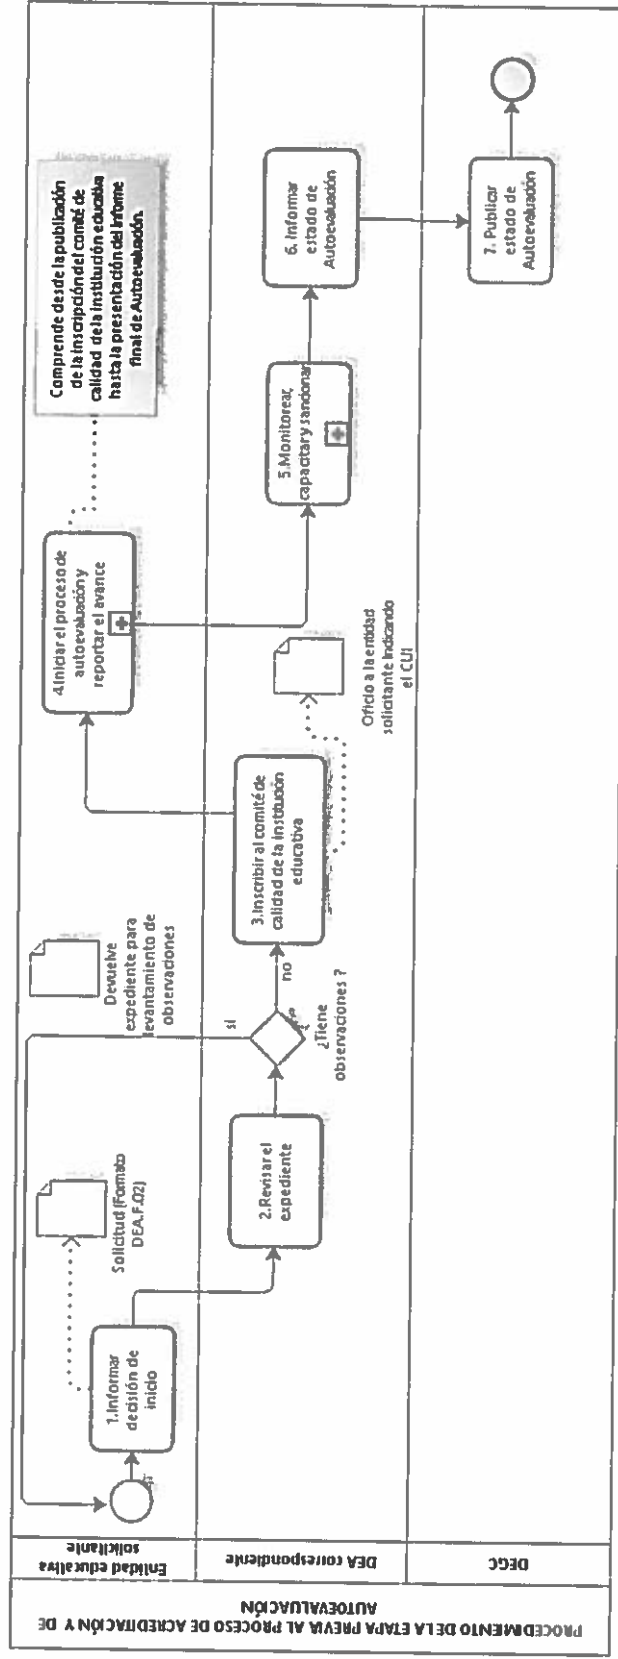 PROCEDIMIENTO DE LA ETAPA PREVIA AL PROCESO DE ACREDITACIÓN Y DE
AUTOEVALUACIÓN
Entidad educativa
solicitante
DEA correspondiente
DEGC
1.Informar
decisión de
inicio
Solicitud (Formato
DEA.F.02)
2.Revisar el
expediente
¿Tiene
observaciones ?
si
no
Devuelve
expediente para
levantamiento de
observaciones
3.Inscribir al comité de
calidad de la institución
educativa
Oficio a la entidad
solicitante indicando
el CUI
4.Iniciar el proceso de
autoevaluación y
reportar el avance
Comprende desde la publicación
de la inscripción del comité de
calidad de la institución educativa
hasta la presentación del Informe
final de Autoevaluación.
5.Monitorear,
capacitar y sancionar
6. Informar
estado de
Autoevaluación
7. Publicar
estado de
Autoevaluación